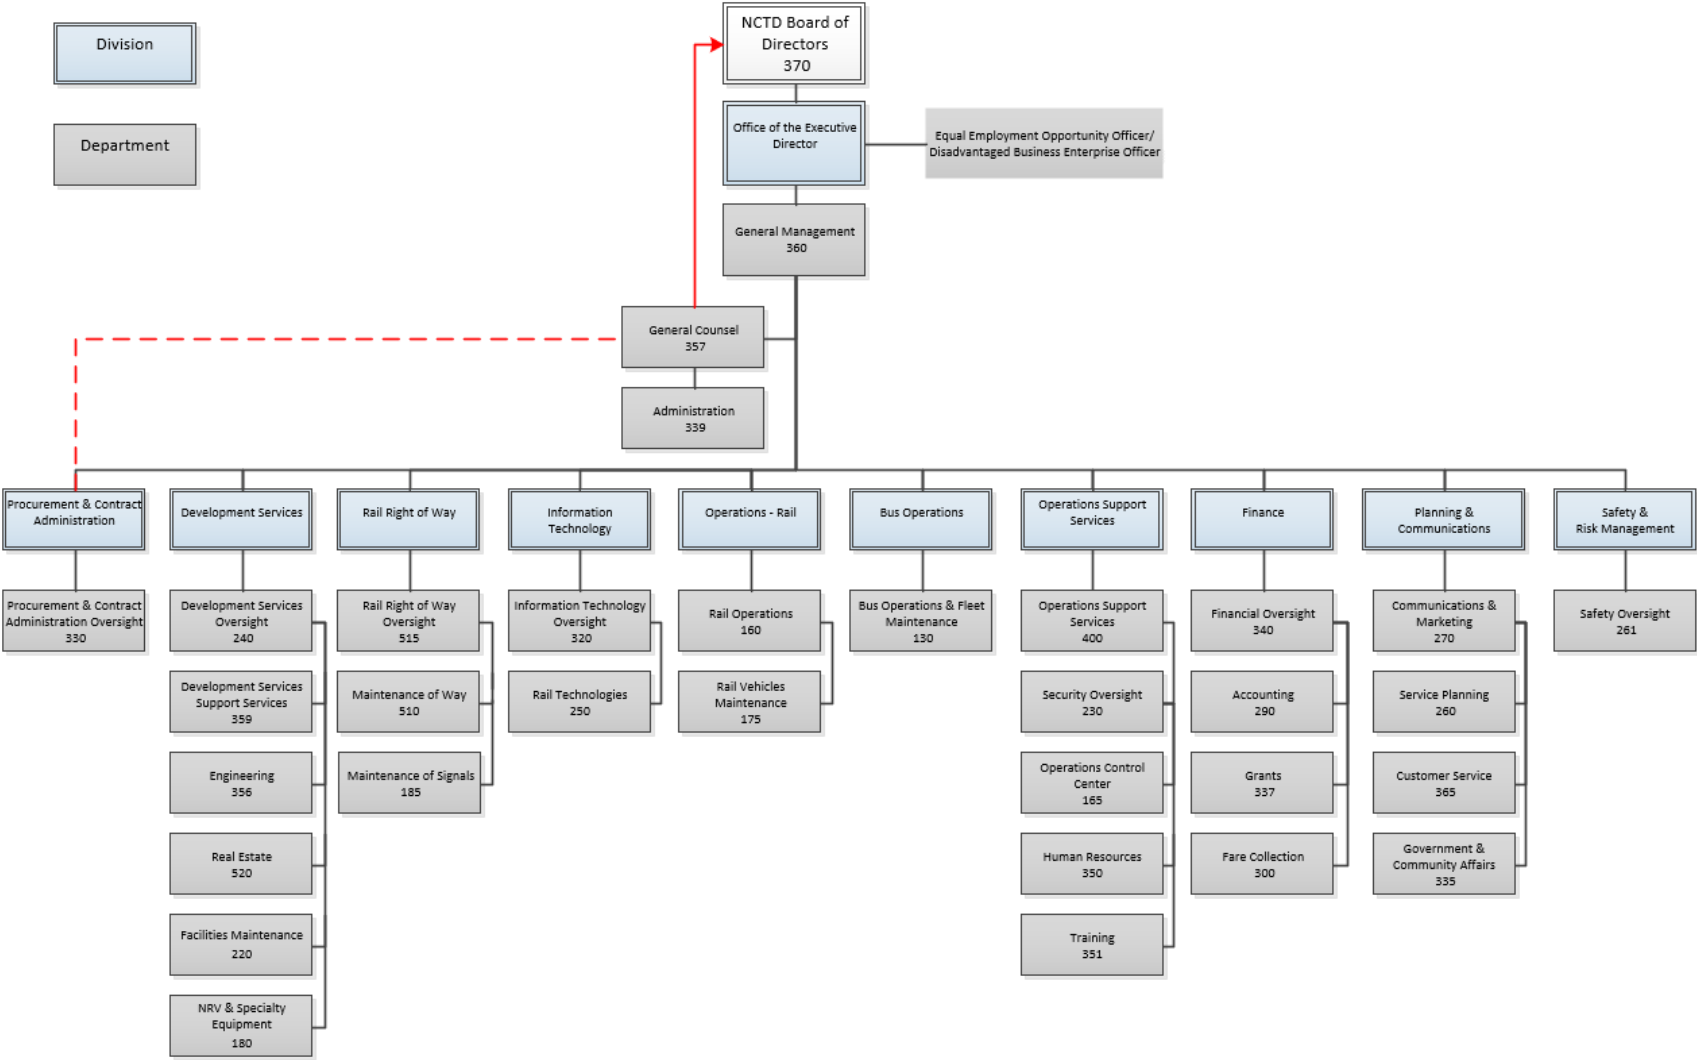 Division
Department
NCTD Board of
Directors
370
Office of the Executive
Director
Equal Employment Opportunity Officer/
Disadvantaged Business Enterprise Officer
General Management
360
General Counsel
357
Administration
339
Procurement & Contract
Administration
Procurement & Contract
Administration Oversight
330
Development Services
Development Services
Oversight
240
Development Services
Support Services
359
Engineering
356
Real Estate
520
Facilities Maintenance
220
NRV & Specialty
Equipment
180
Rail Right of Way
Rail Right of Way
Oversight
515
Maintenance of Way
510
Maintenance of Signals
185
Information
Technology
Information Technology
Oversight
320
Rail Technologies
250
Operations - Rail
Rail Operations
160
Rail Vehicles
Maintenance
175
Bus Operations
Bus Operations & Fleet
Maintenance
130
Operations Support
Services
Operations Support
Services
400
Security Oversight
230
Operations Control
Center
165
Human Resources
350
Training
351
Finance
Financial Oversight
340
Accounting
290
Grants
337
Fare Collection
300
Planning &
Communications
Communications &
Marketing
270
Service Planning
260
Customer Service
365
Government &
Community Affairs
335
Safety &
Risk Management
Safety Oversight
261